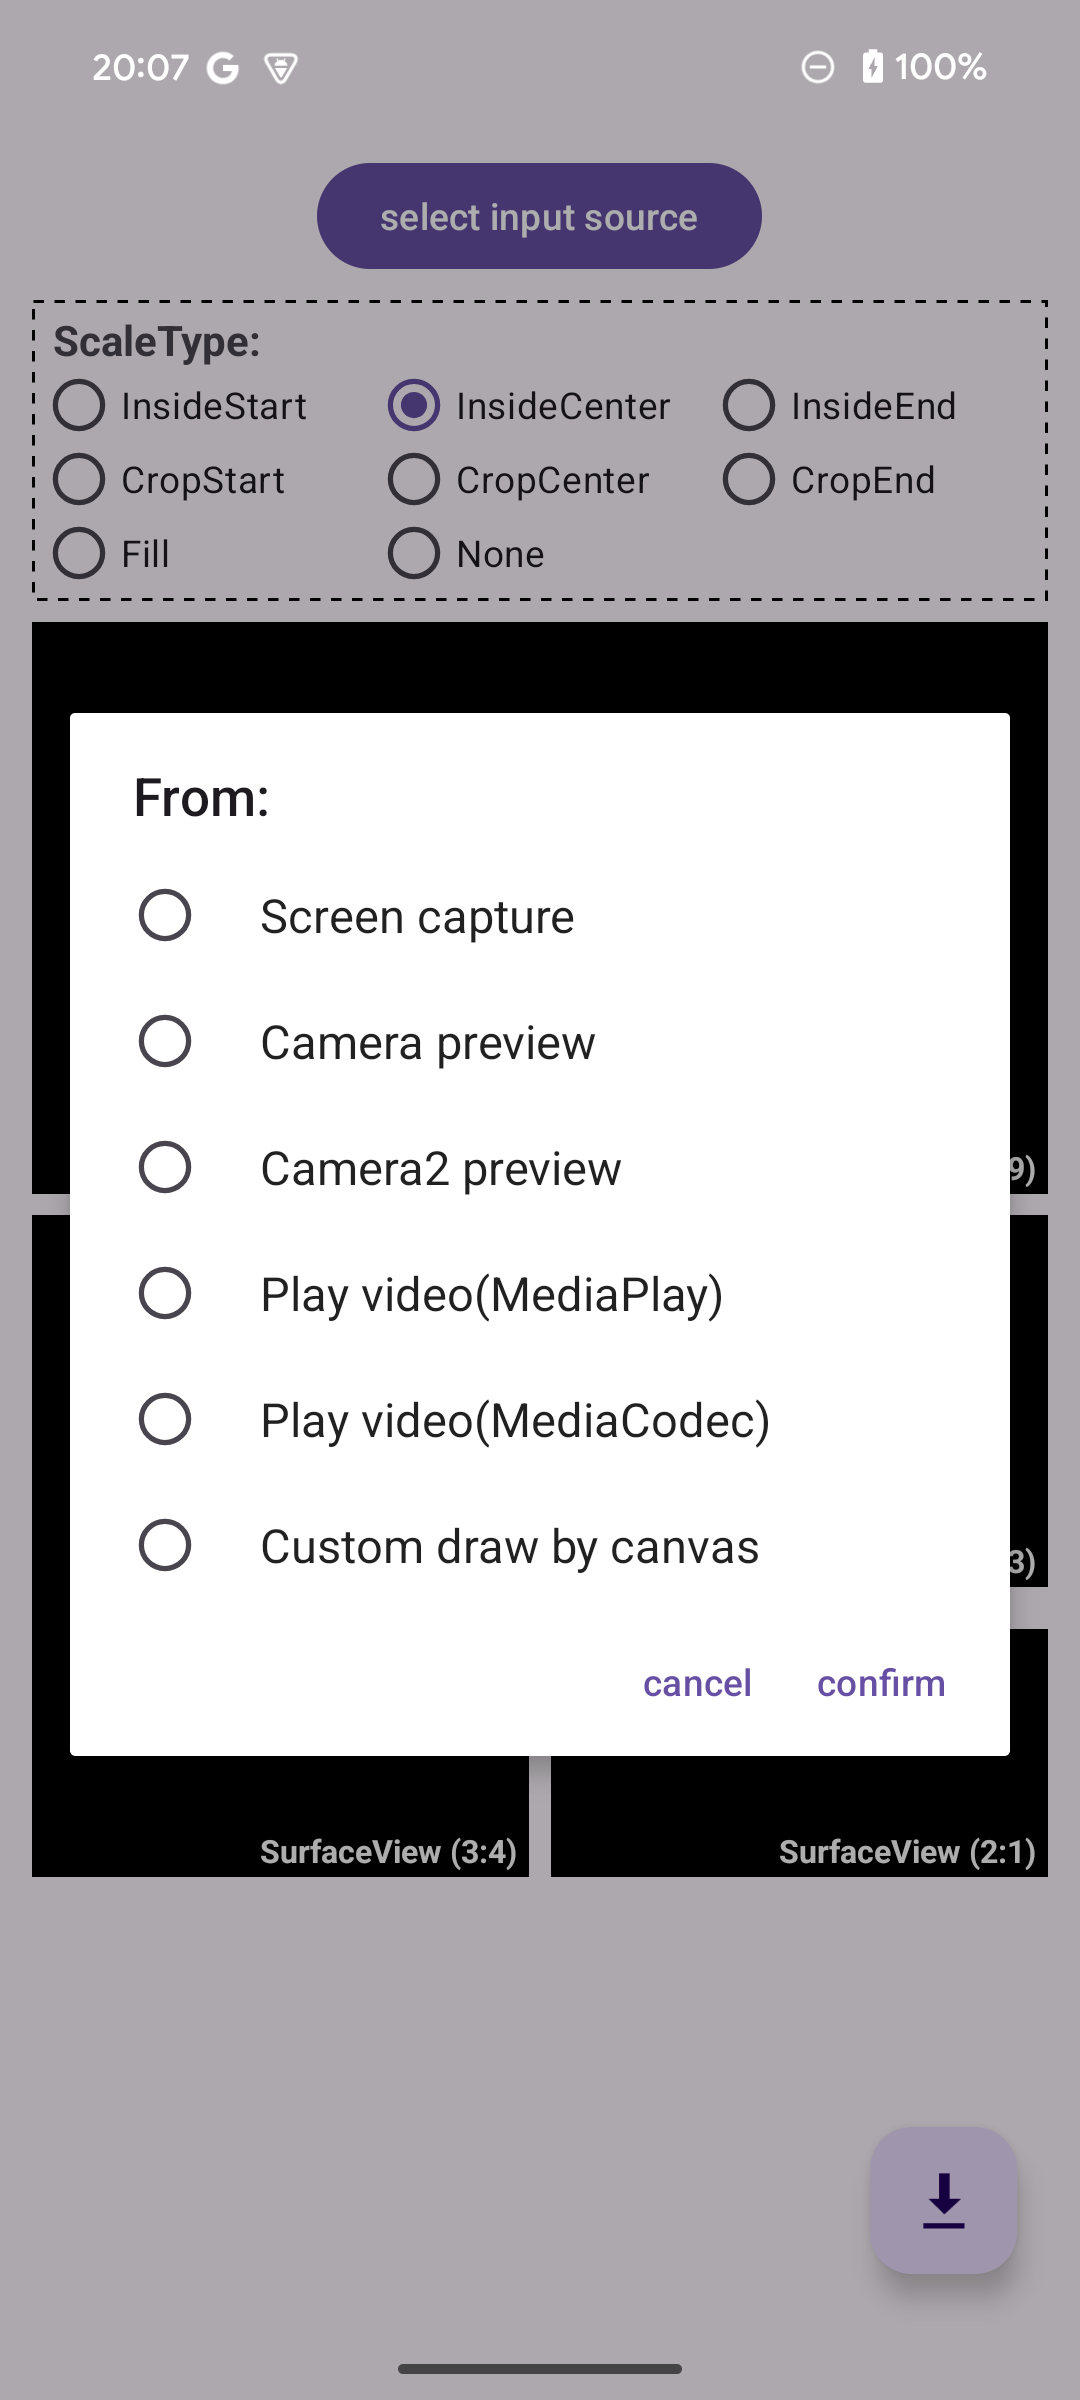 20:07
100%
select input source
ScaleType:
InsideStart InsideCenter InsideEnd
CropStart CropCenter CropEnd
Fill None
From:
Screen capture
Camera preview
9)
Camera2 preview
Play video(MediaPlay)
Play video(MediaCodec)
Custom draw by canvas
3)
cancel confirm
SurfaceView (3:4) SurfaceView (2:1)